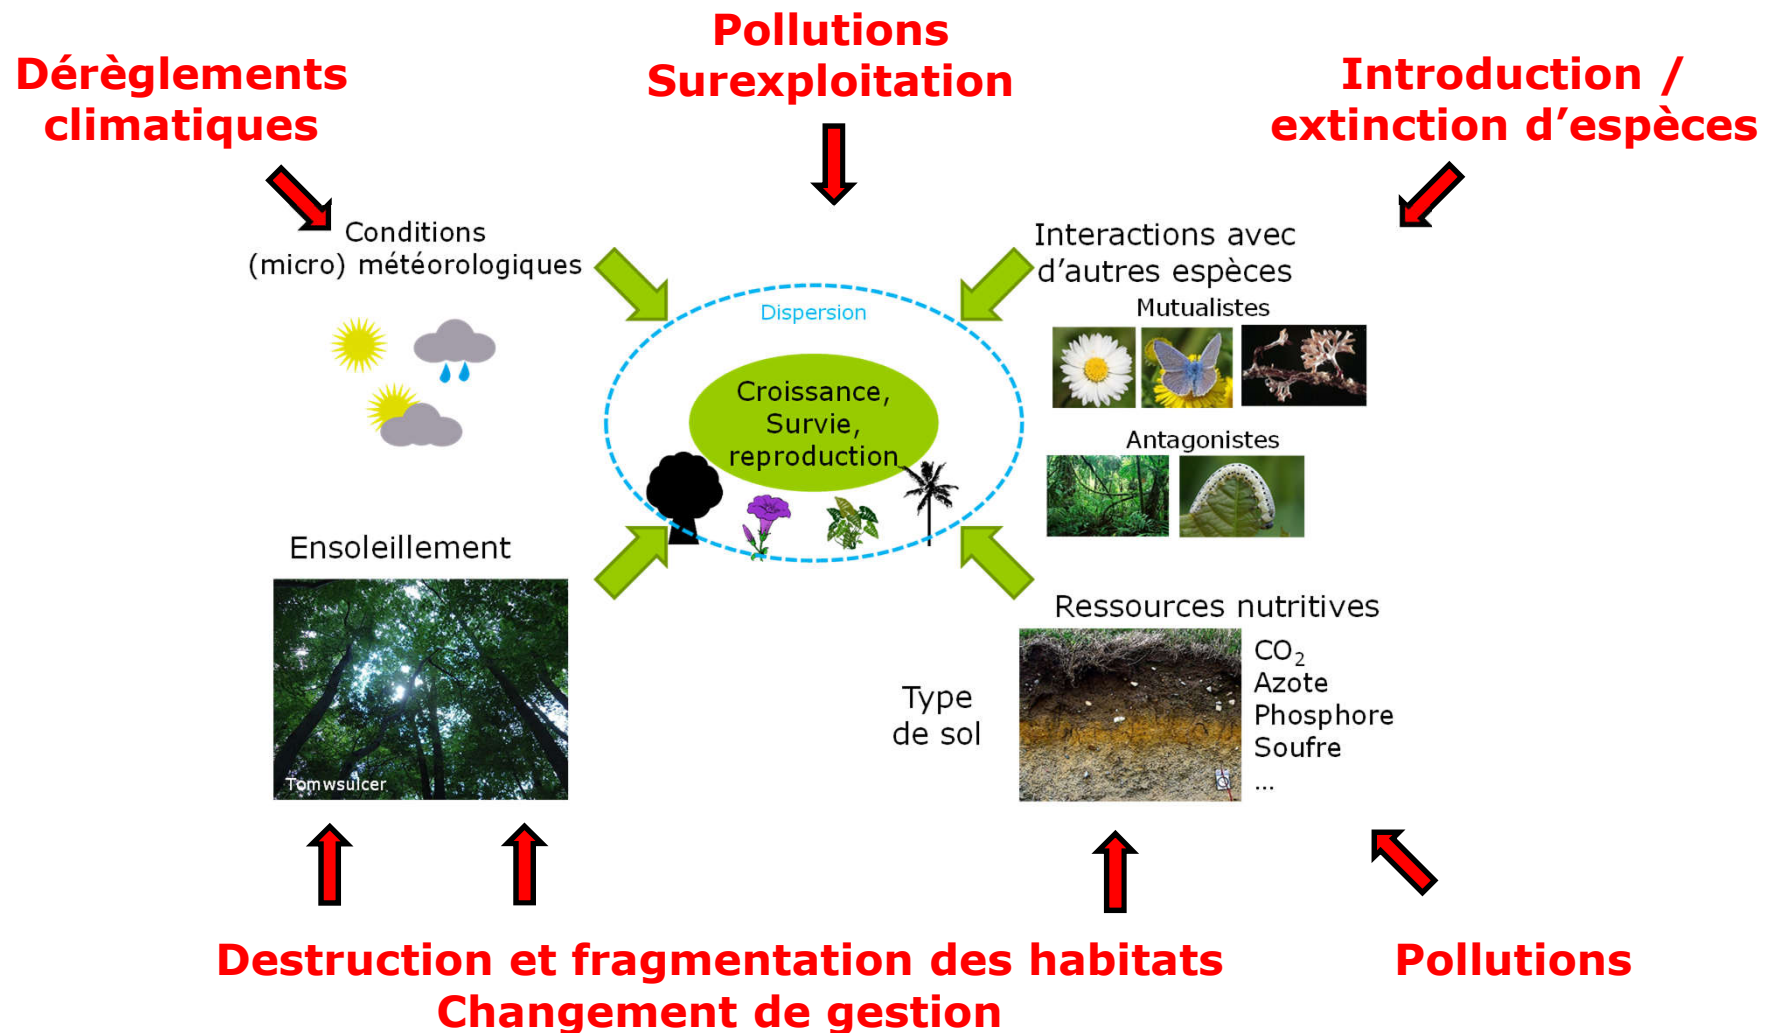 Pollutions
Surexploitation
Dérèglements
climatiques
Introduction /
extinction d’espèces
Conditions
(micro) météorologiques
Interactions avec
d’autres espèces
Mutualistes
Dispersion
Croissance,
Survie,
reproduction
Antagonistes
Ensoleillement
Tomwsulcer
Ressources nutritives
Type
de sol
CO₂
Azote
Phosphore
Soufre
...
Destruction et fragmentation des habitats
Changement de gestion
Pollutions